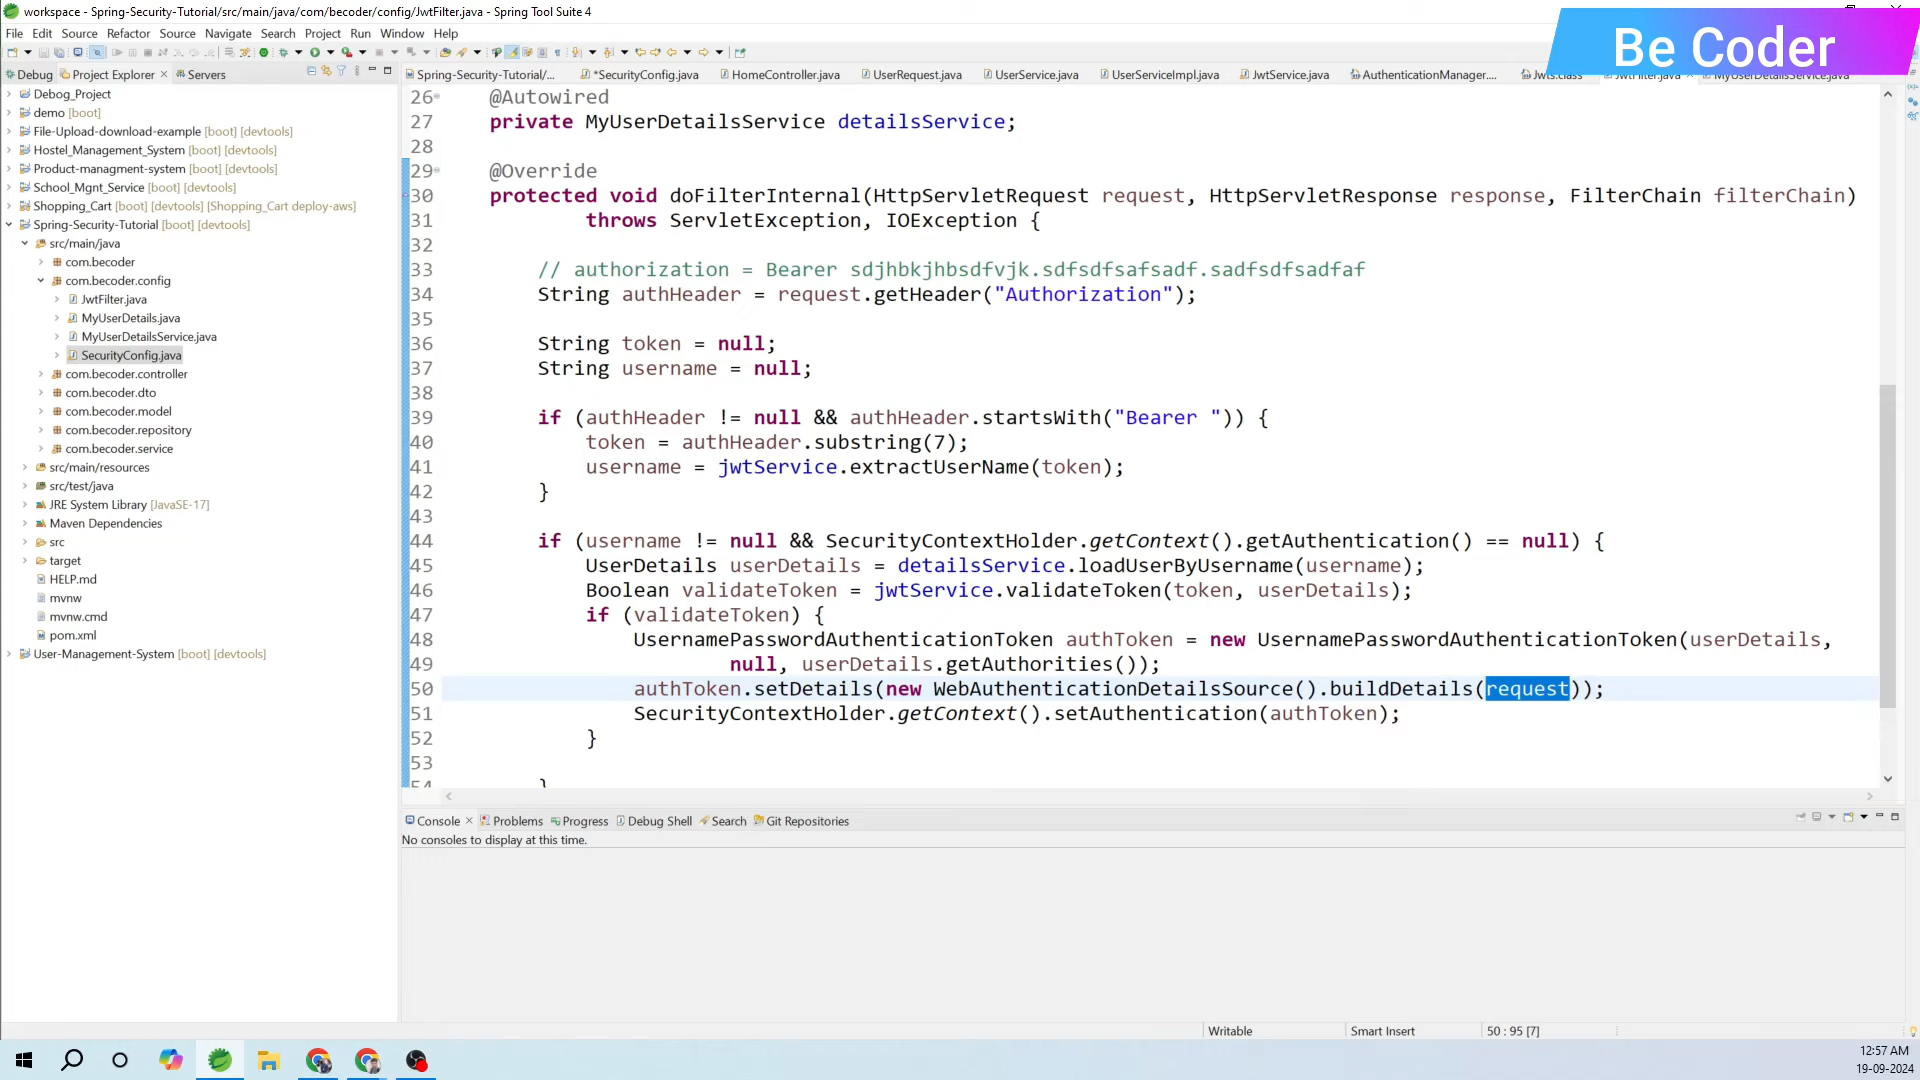 workspace - Spring-Security-Tutorial/src/main/java/com/becoder/config/JwtFilter.java - Spring Tool Suite 4
Be Coder
File Edit Source Refactor Source Navigate Search Project Run Window Help
Debug Project Explorer Servers
Spring-Security-Tutorial/... *SecurityConfig.java HomeController.java UserRequest.java UserService.java UserServiceImpl.java JwtService.java AuthenticationManager.... Jwts.class JwtFilter.java MyUserDetailsService.java
Debog_Project
demo [boot]
File-Upload-download-example [boot] [devtools]
Hostel_Management_System [boot] [devtools]
Product-managment-system [boot] [devtools]
School_Mgnt_Service [boot] [devtools]
Shopping_Cart [boot] [devtools] [Shopping_Cart deploy-aws]
Spring-Security-Tutorial [boot] [devtools]
src/main/java
com.becoder
com.becoder.config
JwtFilter.java
MyUserDetails.java
MyUserDetailsService.java
SecurityConfig.java
com.becoder.controller
com.becoder.dto
com.becoder.model
com.becoder.repository
com.becoder.service
src/main/resources
src/test/java
JRE System Library [JavaSE-17]
Maven Dependencies
src
target
HELP.md
mvnw
mvnw.cmd
pom.xml
User-Management-System [boot] [devtools]
26 @Autowired
27 private MyUserDetailsService detailsService;
28
29 @Override
30 protected void doFilterInternal(HttpServletRequest request, HttpServletResponse response, FilterChain filterChain)
31 throws ServletException, IOException {
32
33 // authorization = Bearer sdjhbkjhbsdfvjk.sdfsdfsafsadf.sadfsdfsadfaf
34 String authHeader = request.getHeader("Authorization");
35
36 String token = null;
37 String username = null;
38
39 if (authHeader != null && authHeader.startsWith("Bearer ")) {
40 token = authHeader.substring(7);
41 username = jwtService.extractUserName(token);
42 }
43
44 if (username != null && SecurityContextHolder.getContext().getAuthentication() == null) {
45 UserDetails userDetails = detailsService.loadUserByUsername(username);
46 Boolean validateToken = jwtService.validateToken(token, userDetails);
47 if (validateToken) {
48 UsernamePasswordAuthenticationToken authToken = new UsernamePasswordAuthenticationToken(userDetails,
49 null, userDetails.getAuthorities());
50 authToken.setDetails(new WebAuthenticationDetailsSource().buildDetails(request));
51 SecurityContextHolder.getContext().setAuthentication(authToken);
52 }
53
54 }
Console Problems Progress Debug Shell Search Git Repositories
No consoles to display at this time.
Writable Smart Insert 50 : 95 [7]
12:57 AM
19-09-2024